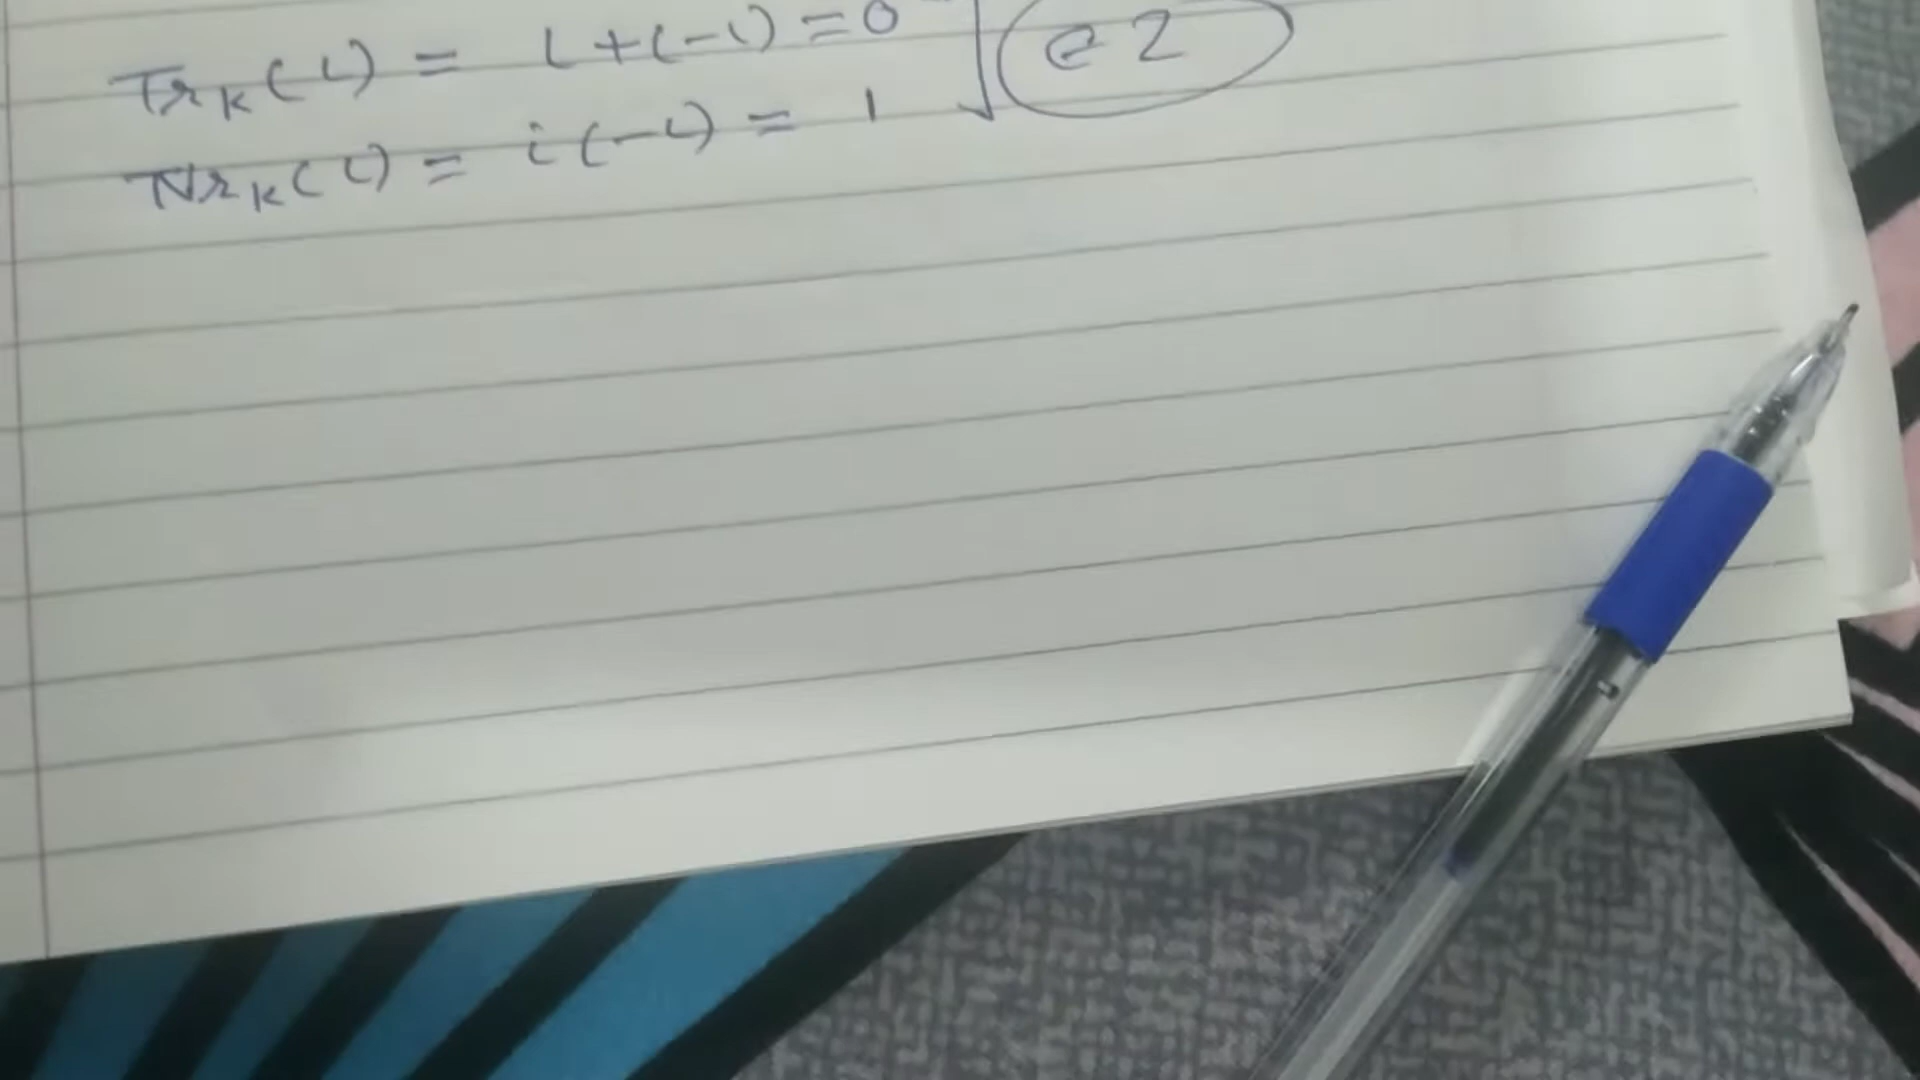 Tr_K(i) = i+(-i) = 0 ∈ Z
Nr_K(i) = i(-i) = 1